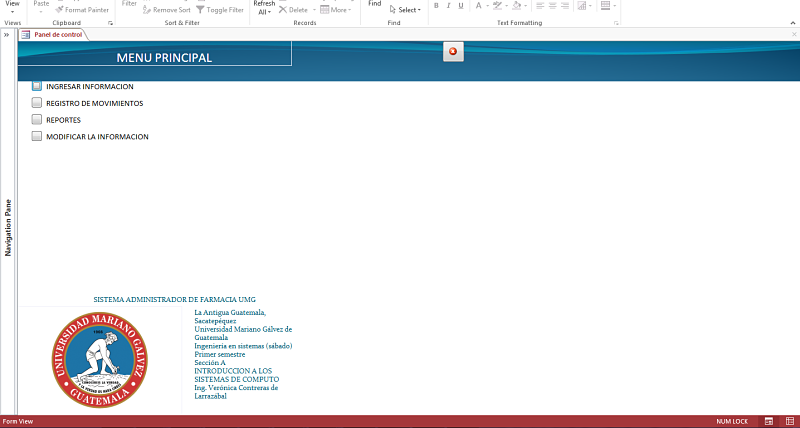 View
Paste
Format Painter
Filter
Remove Sort
Toggle Filter
Refresh
All
Delete
More
Find
Select
B I U A
Views
Clipboard
Sort & Filter
Records
Find
Text Formatting
Panel de control
MENU PRINCIPAL
INGRESAR INFORMACION
REGISTRO DE MOVIMIENTOS
REPORTES
MODIFICAR LA INFORMACION
Navigation Pane
SISTEMA ADMINISTRADOR DE FARMACIA UMG
UNIVERSIDAD MARIANO GALVEZ
GUATEMALA
La Antigua Guatemala,
Sacatepéquez
Universidad Mariano Gálvez de
Guatemala
Ingeniería en sistemas (sábado)
Primer semestre
Sección A
INTRODUCCION A LOS
SISTEMAS DE COMPUTO
Ing. Verónica Contreras de
Larrazábal
Form View
NUM LOCK